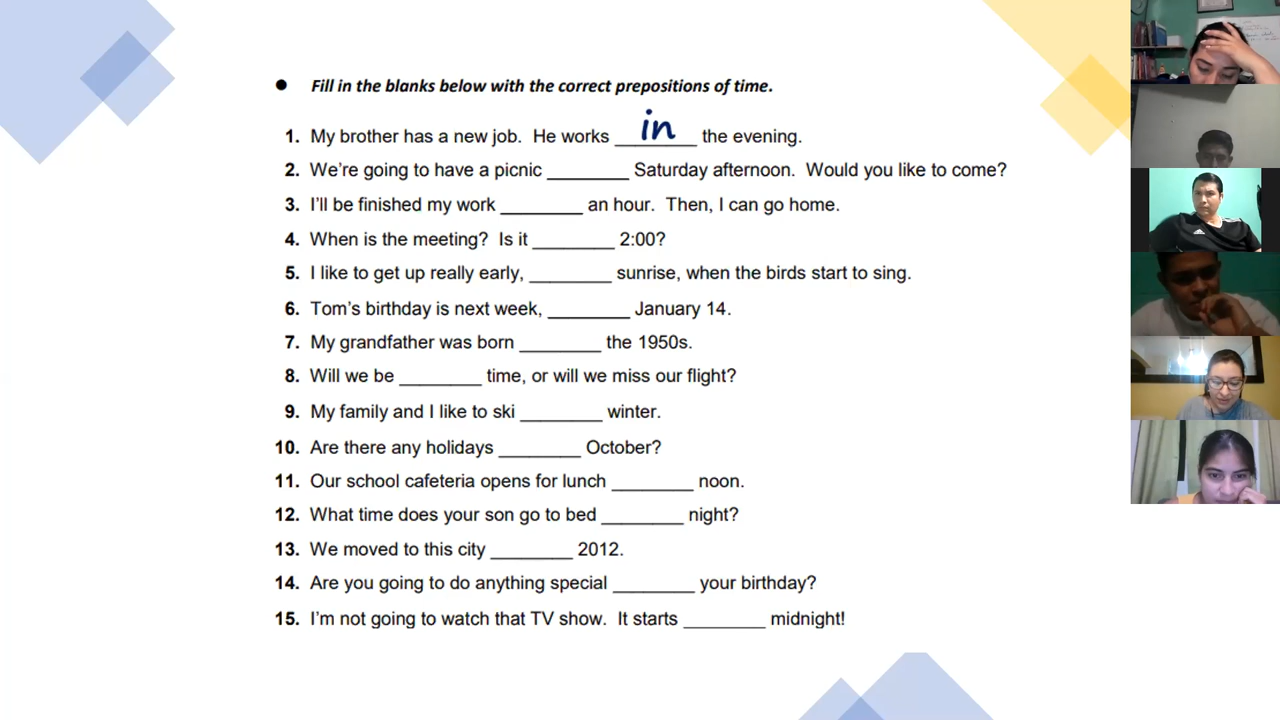 ● Fill in the blanks below with the correct prepositions of time.
1. My brother has a new job. He works in the evening.
2. We're going to have a picnic ________ Saturday afternoon. Would you like to come?
3. I'll be finished my work ________ an hour. Then, I can go home.
4. When is the meeting? Is it ________ 2:00?
5. I like to get up really early, ________ sunrise, when the birds start to sing.
6. Tom's birthday is next week, ________ January 14.
7. My grandfather was born ________ the 1950s.
8. Will we be ________ time, or will we miss our flight?
9. My family and I like to ski ________ winter.
10. Are there any holidays ________ October?
11. Our school cafeteria opens for lunch ________ noon.
12. What time does your son go to bed ________ night?
13. We moved to this city ________ 2012.
14. Are you going to do anything special ________ your birthday?
15. I'm not going to watch that TV show. It starts ________ midnight!